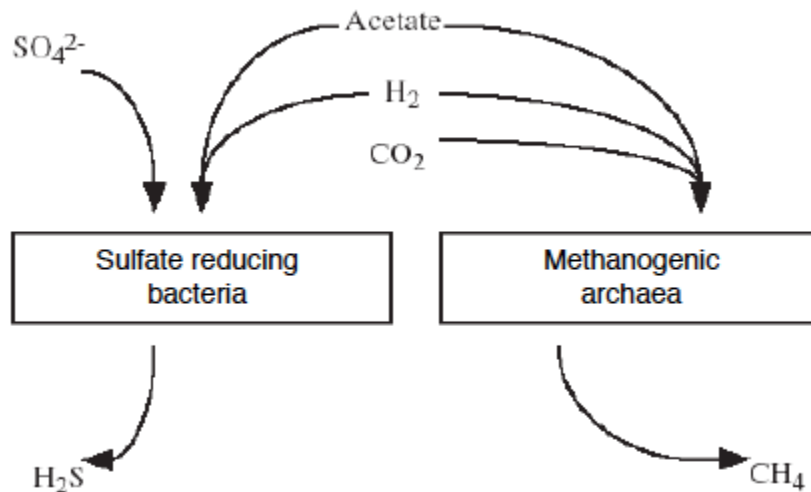 Acetate
SO₄²⁻
H₂
CO₂
Sulfate reducing
bacteria
Methanogenic
archaea
H₂S
CH₄